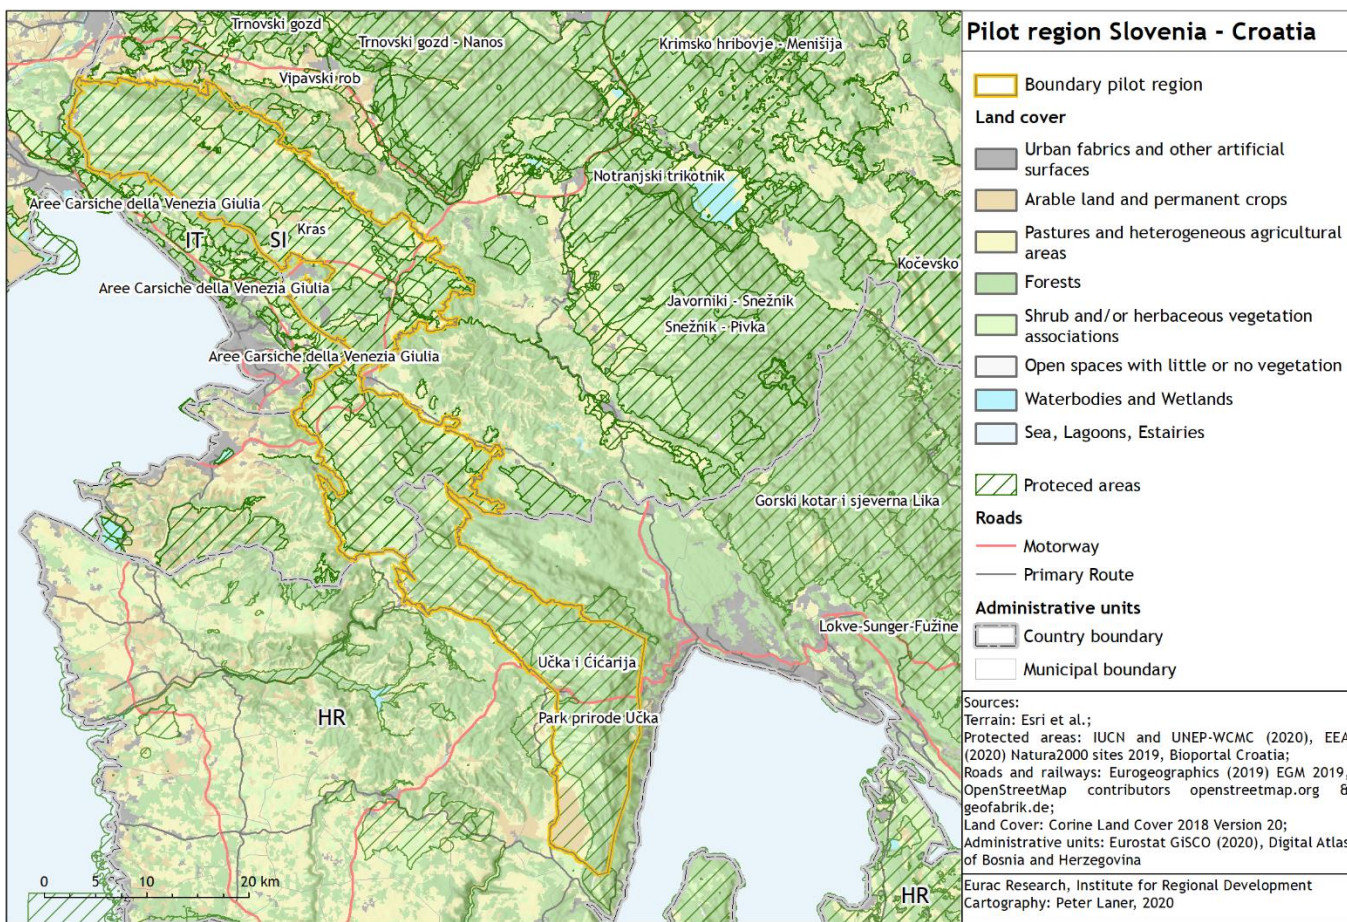 Trnovski gozd
Trnovski gozd - Nanos
Krimsko hribovje - Menišija
Vipavski rob
Notranjski trikotnik
Aree Carsiche della Venezia Giulia
IT
SI
Kras
Kočevsko
Aree Carsiche della Venezia Giulia
Javorniki - Snežnik
Snežnik - Pivka
Aree Carsiche della Venezia Giulia
Gorski kotar i sjeverna Lika
Lokve-Sunger-Fužine
Učka i Ćićarija
HR
Park prirode Učka
HR
0 5 10 20 km
Pilot region Slovenia - Croatia
Boundary pilot region
Land cover
Urban fabrics and other artificial
surfaces
Arable land and permanent crops
Pastures and heterogeneous agricultural
areas
Forests
Shrub and/or herbaceous vegetation
associations
Open spaces with little or no vegetation
Waterbodies and Wetlands
Sea, Lagoons, Estairies
Proteced areas
Roads
Motorway
Primary Route
Administrative units
Country boundary
Municipal boundary
Sources:
Terrain: Esri et al.;
Protected areas: IUCN and UNEP-WCMC (2020), EEA
(2020) Natura2000 sites 2019, Bioportal Croatia;
Roads and railways: Eurogeographics (2019) EGM 2019,
OpenStreetMap contributors openstreetmap.org &
geofabrik.de;
Land Cover: Corine Land Cover 2018 Version 20;
Administrative units: Eurostat GiSCO (2020), Digital Atlas
of Bosnia and Herzegovina
Eurac Research, Institute for Regional Development
Cartography: Peter Laner, 2020